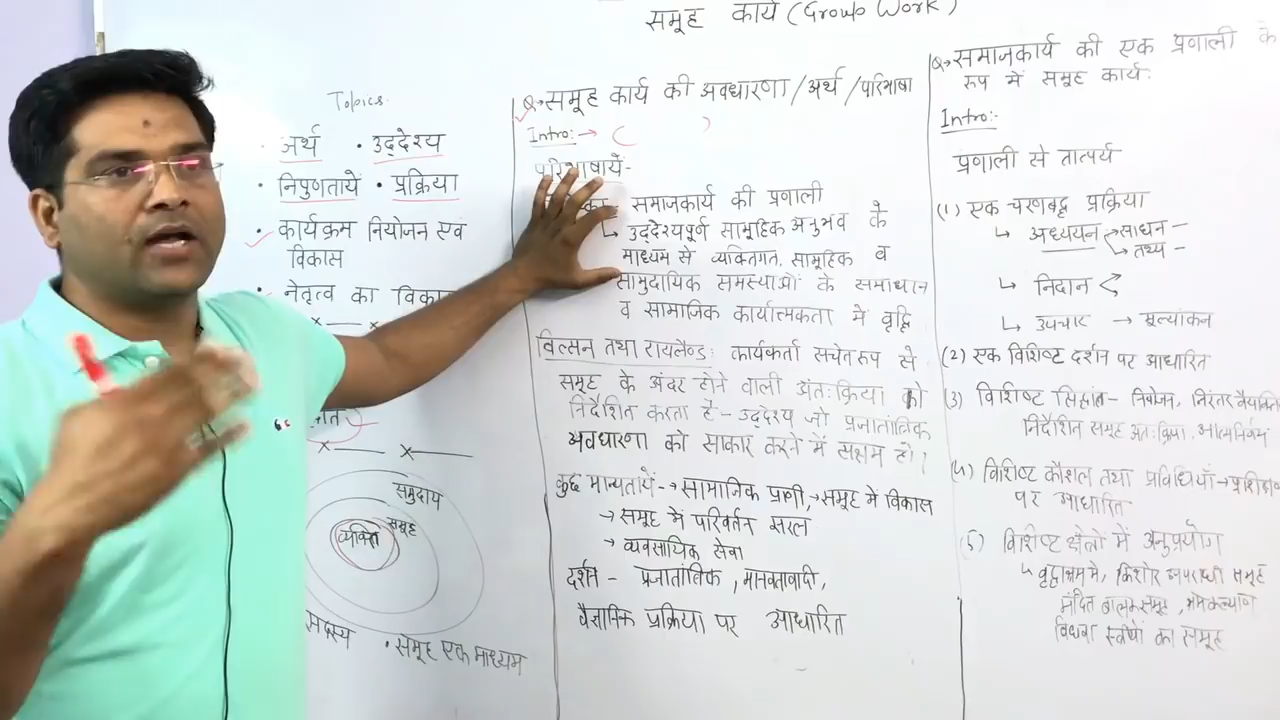 समूह कार्य (Group Work)
Topics.
· अर्थ · उद्देश्य
· निपुणतायें · प्रक्रिया
· कार्यक्रम नियोजन एवं
विकास
· नेतृत्व का विकास
समुदाय
समूह
व्यक्ति
सदस्य
· समूह एक माध्यम
Q→ समूह कार्य की अवधारणा/अर्थ/परिभाषा
Intro:→ ( )
परिभाषायें-
समाजकार्य की प्रणाली
↳ उद्देश्यपूर्ण सामूहिक अनुभव के
माध्यम से व्यक्तिगत, सामूहिक व
सामुदायिक समस्याओं के समाधान
व सामाजिक कार्यात्मकता में वृद्धि
विल्सन तथा रायलैण्ड: कार्यकर्ता सचेतरूप से
समूह के अंदर होने वाली अंतःक्रिया को
निर्देशित करता है - उद्देश्य जो प्रजातांत्रिक
अवधारणा को साकार करने में सक्षम हो।
कुछ मान्यतायें-→ सामाजिक प्राणी, → समूह में विकास
→ समूह में परिवर्तन सरल
→ व्यवसायिक सेवा
दर्शन - प्रजातांत्रिक, मानवतावादी,
वैज्ञानिक प्रक्रिया पर आधारित
Q→ समाजकार्य की एक प्रणाली के
रूप में समूह कार्य:
Intro:-
प्रणाली से तात्पर्य
(1) एक चरणबद्ध प्रक्रिया
↳ अध्ययन साधन -
तथ्य -
↳ निदान <
↳ उपचार → मूल्यांकन
(2) एक विशिष्ट दर्शन पर आधारित
(3) विशिष्ट सिद्धांत - नियोजन, निरंतर वैयक्तिक
निर्देशित समूह अंतःक्रिया, आत्मनिर्णय
(4) विशिष्ट कौशल तथा प्रविधियाँ →
पर आधारित
(5) विशिष्ट क्षेत्रों में अनुप्रयोग
↳ वृद्धाश्रम में, किशोर अपराधी समूह
मंदित बालक समूह, श्रमकल्याण
विधवा स्त्रीयों का समूह